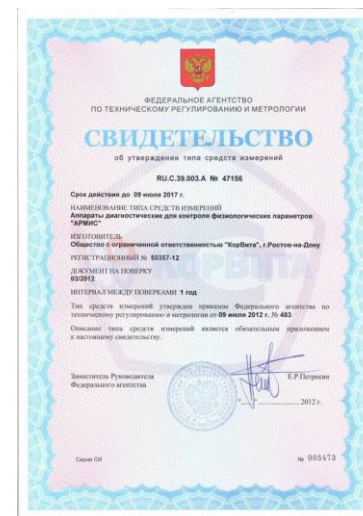 ФЕДЕРАЛЬНОЕ АГЕНТСТВО
ПО ТЕХНИЧЕСКОМУ РЕГУЛИРОВАНИЮ И МЕТРОЛОГИИ
СВИДЕТЕЛЬСТВО
об утверждении типа средств измерений
RU.C.39.003.A № 47156
Срок действия до 09 июля 2017 г.
НАИМЕНОВАНИЕ ТИПА СРЕДСТВ ИЗМЕРЕНИЙ
Аппараты диагностические для контроля физиологических параметров
"АРМИС"
ИЗГОТОВИТЕЛЬ
Общество с ограниченной ответственностью "КорВита", г.Ростов-на-Дону
РЕГИСТРАЦИОННЫЙ № 50357-12
ДОКУМЕНТ НА ПОВЕРКУ
03/2012
ИНТЕРВАЛ МЕЖДУ ПОВЕРКАМИ 1 год
Тип средств измерений утвержден приказом Федерального агентства по
техническому регулированию и метрологии от 09 июля 2012 г. № 483
Описание типа средств измерений является обязательным приложением
к настоящему свидетельству.
Заместитель Руководителя
Федерального агентства
Е.Р.Петросян
2012 г.
Серия СИ
№ 005473
КОРВИТА